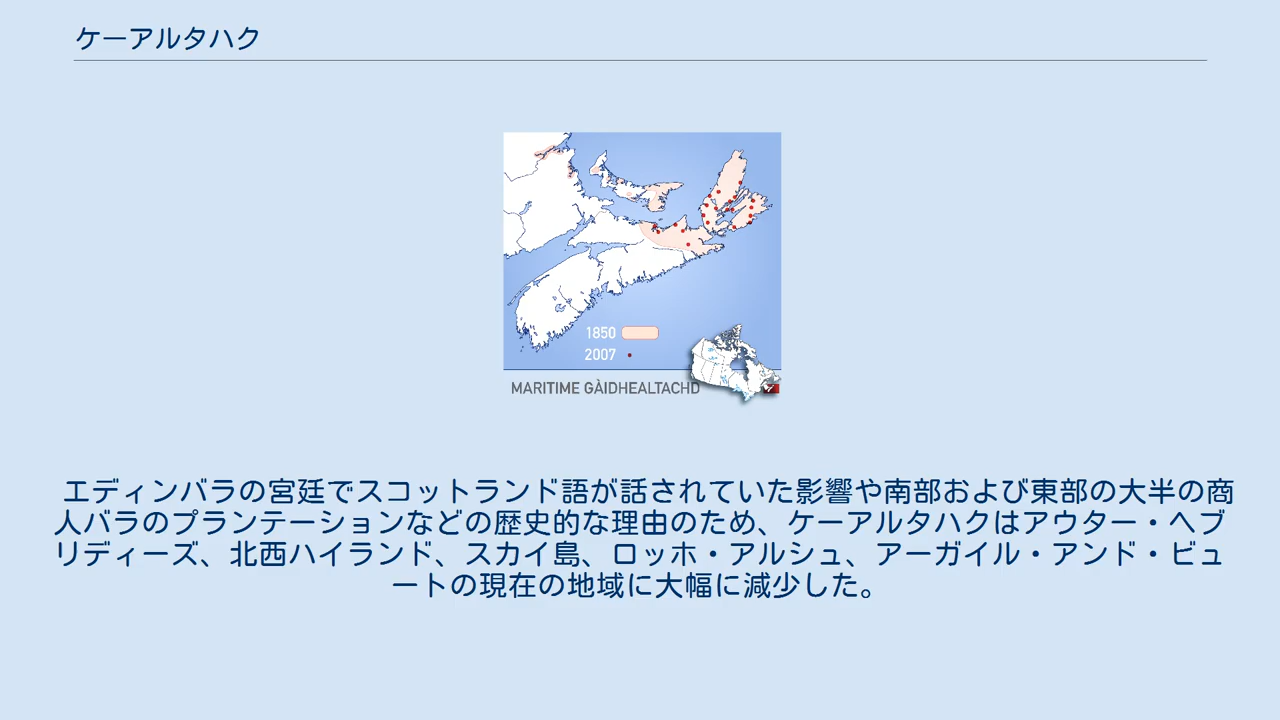 ケーアルタハク
1850
2007
MARITIME GÀIDHEALTACHD
エディンバラの宮廷でスコットランド語が話されていた影響や南部および東部の大半の商
人バラのプランテーションなどの歴史的な理由のため、ケーアルタハクはアウター・ヘブ
リディーズ、北西ハイランド、スカイ島、ロッホ・アルシュ、アーガイル・アンド・ビュ
ートの現在の地域に大幅に減少した。